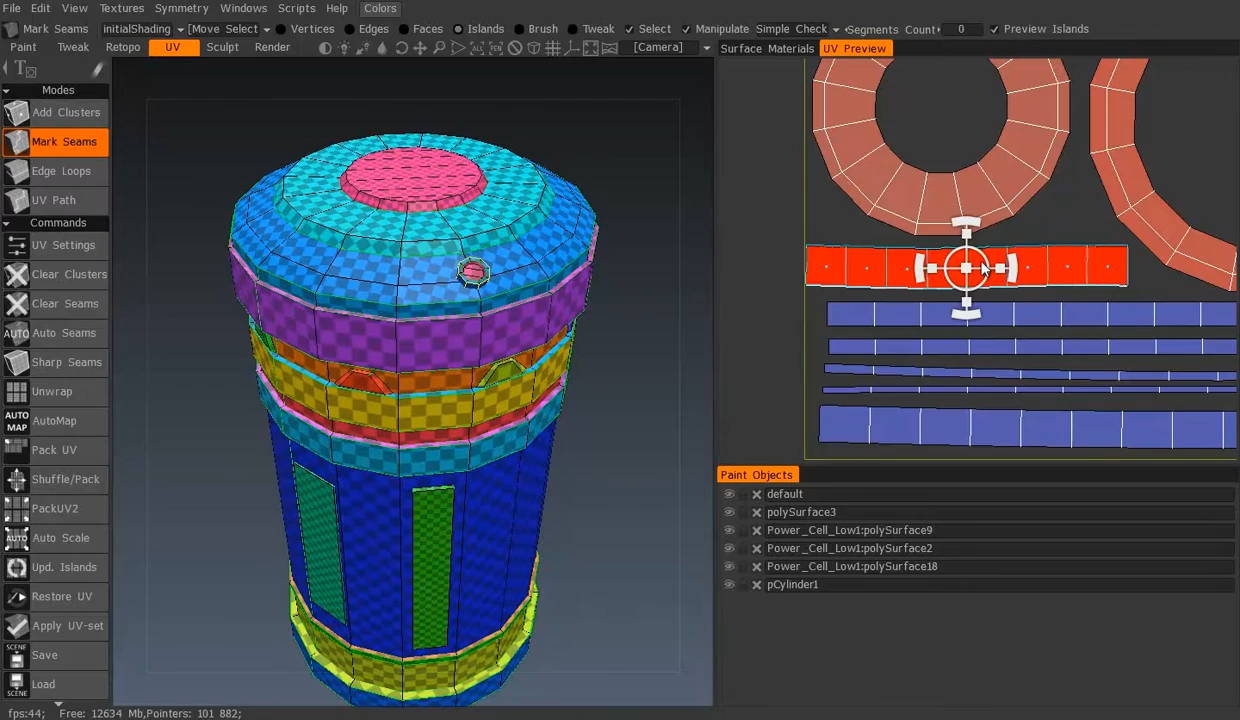 File Edit View Textures Symmetry Windows Scripts Help Colors
Mark Seams initialShading [Move Select] Vertices Edges Faces Islands Brush Tweak Select Manipulate Simple Check Segments Count 0 Preview Islands
Paint Tweak Retopo UV Sculpt Render [Camera] Surface Materials UV Preview
Modes
Add Clusters
Mark Seams
Edge Loops
UV Path
Commands
UV Settings
Clear Clusters
Clear Seams
AUTO Auto Seams
Sharp Seams
Unwrap
AUTO MAP AutoMap
Pack UV
Shuffle/Pack
PackUV2
Auto Scale
Upd. Islands
Restore UV
Apply UV-set
SCENE Save
SCENE Load
Paint Objects
default
polySurface3
Power_Cell_Low1:polySurface9
Power_Cell_Low1:polySurface2
Power_Cell_Low1:polySurface18
pCylinder1
fps:44; Free: 12634 Mb,Pointers: 101 882;